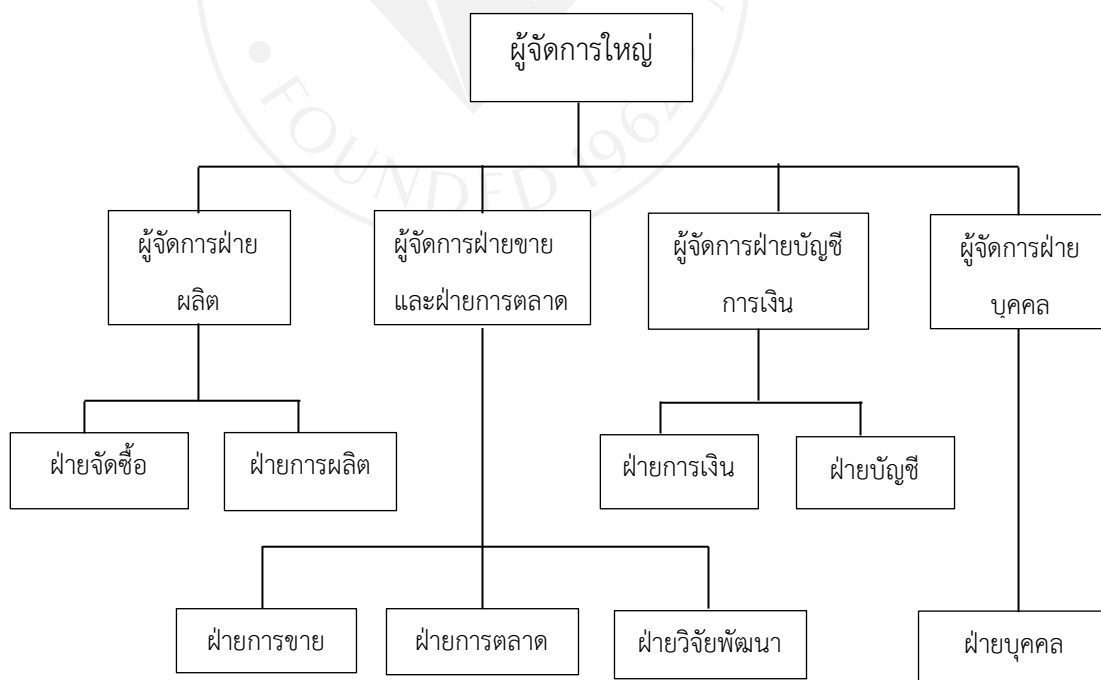 ผู้จัดการใหญ่
FOUNDED 1962
ผู้จัดการฝ่าย
ผลิต
ผู้จัดการฝ่ายขาย
และฝ่ายการตลาด
ผู้จัดการฝ่ายบัญชี
การเงิน
ผู้จัดการฝ่าย
บุคคล
ฝ่ายจัดซื้อ
ฝ่ายการผลิต
ฝ่ายการเงิน
ฝ่ายบัญชี
ฝ่ายการขาย
ฝ่ายการตลาด
ฝ่ายวิจัยพัฒนา
ฝ่ายบุคคล